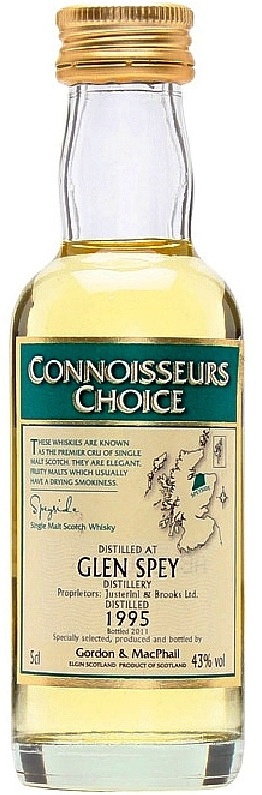 CONNOISSEURS
CHOICE
THESE WHISKIES ARE KNOWN
AS THE PREMIER CRU OF SINGLE
MALT SCOTCH. THEY ARE ELEGANT,
FRUITY MALTS WHICH USUALLY
HAVE A DRYING SMOKINESS.
SPEYSIDE
Speyside
Single Malt Scotch Whisky
DISTILLED AT
GLEN SPEY
DISTILLERY
Proprietors: Justerini & Brooks Ltd.
DISTILLED
1995
Bottled 2011
Specially selected, produced and bottled by
5cl Gordon & MacPhail 43% vol
ELGIN SCOTLAND PRODUCT OF SCOTLAND